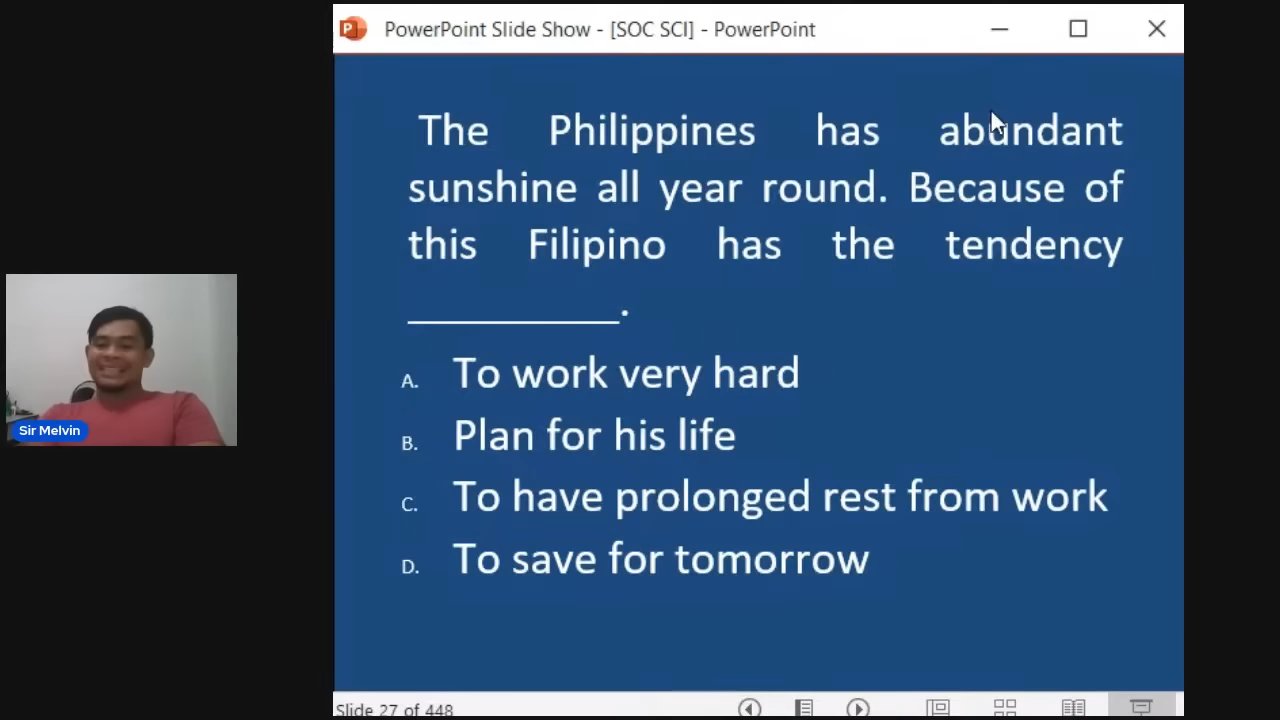 PowerPoint Slide Show - [SOC SCI] - PowerPoint
The Philippines has abundant
sunshine all year round. Because of
this Filipino has the tendency
__________.
A. To work very hard
B. Plan for his life
C. To have prolonged rest from work
D. To save for tomorrow
Sir Melvin
Slide 27 of 448